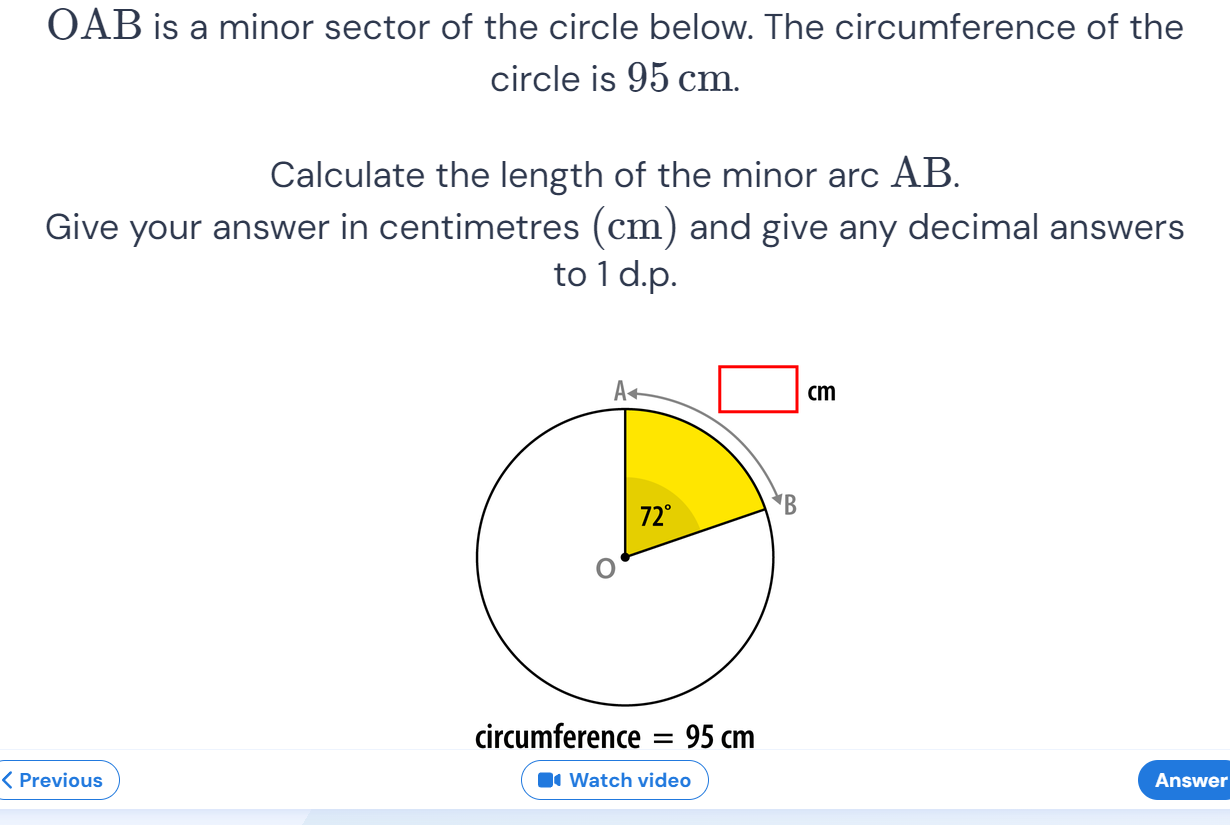 OAB is a minor sector of the circle below. The circumference of the
circle is 95 cm.
Calculate the length of the minor arc AB.
Give your answer in centimetres (cm) and give any decimal answers
to 1 d.p.
A
cm
B
72°
O
circumference = 95 cm
Previous
Watch video
Answer